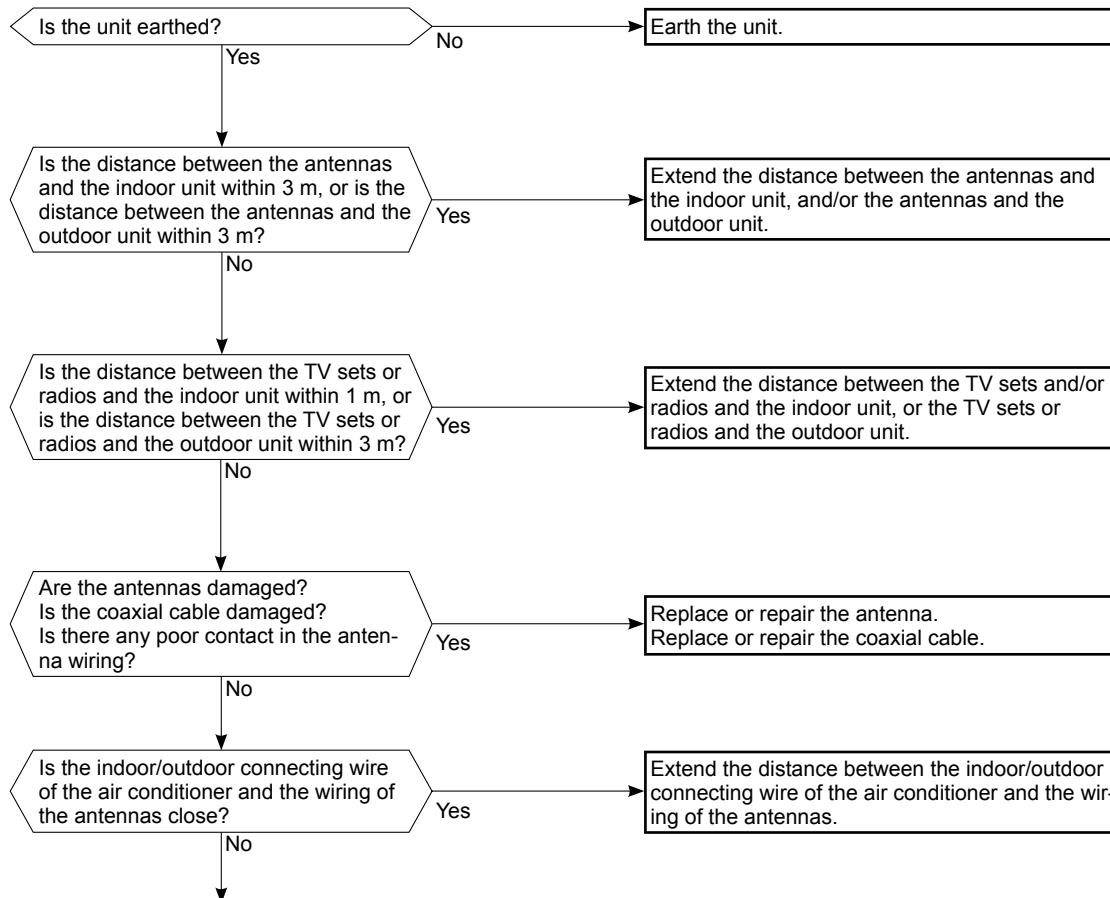 Is the unit earthed?
No
Earth the unit.
Yes
Is the distance between the antennas
and the indoor unit within 3 m, or is the
distance between the antennas and the
outdoor unit within 3 m?
Yes
Extend the distance between the antennas and
the indoor unit, and/or the antennas and the
outdoor unit.
No
Is the distance between the TV sets or
radios and the indoor unit within 1 m, or
is the distance between the TV sets or
radios and the outdoor unit within 3 m?
Yes
Extend the distance between the TV sets and/or
radios and the indoor unit, or the TV sets or
radios and the outdoor unit.
No
Are the antennas damaged?
Is the coaxial cable damaged?
Is there any poor contact in the anten-
na wiring?
Yes
Replace or repair the antenna.
Replace or repair the coaxial cable.
No
Is the indoor/outdoor connecting wire
of the air conditioner and the wiring of
the antennas close?
Yes
Extend the distance between the indoor/outdoor
connecting wire of the air conditioner and the wir-
ing of the antennas.
No